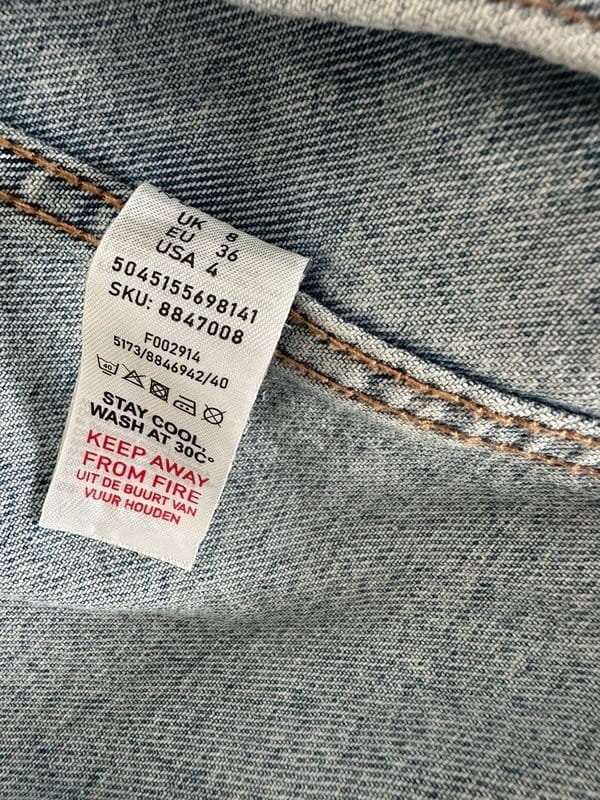 UK 8
EU 36
USA 4
5045155698141
SKU: 8847008
F002914
5173/8846942/40
40
STAY COOL,
WASH AT 30C°
KEEP AWAY
FROM FIRE
UIT DE BUURT VAN
VUUR HOUDEN